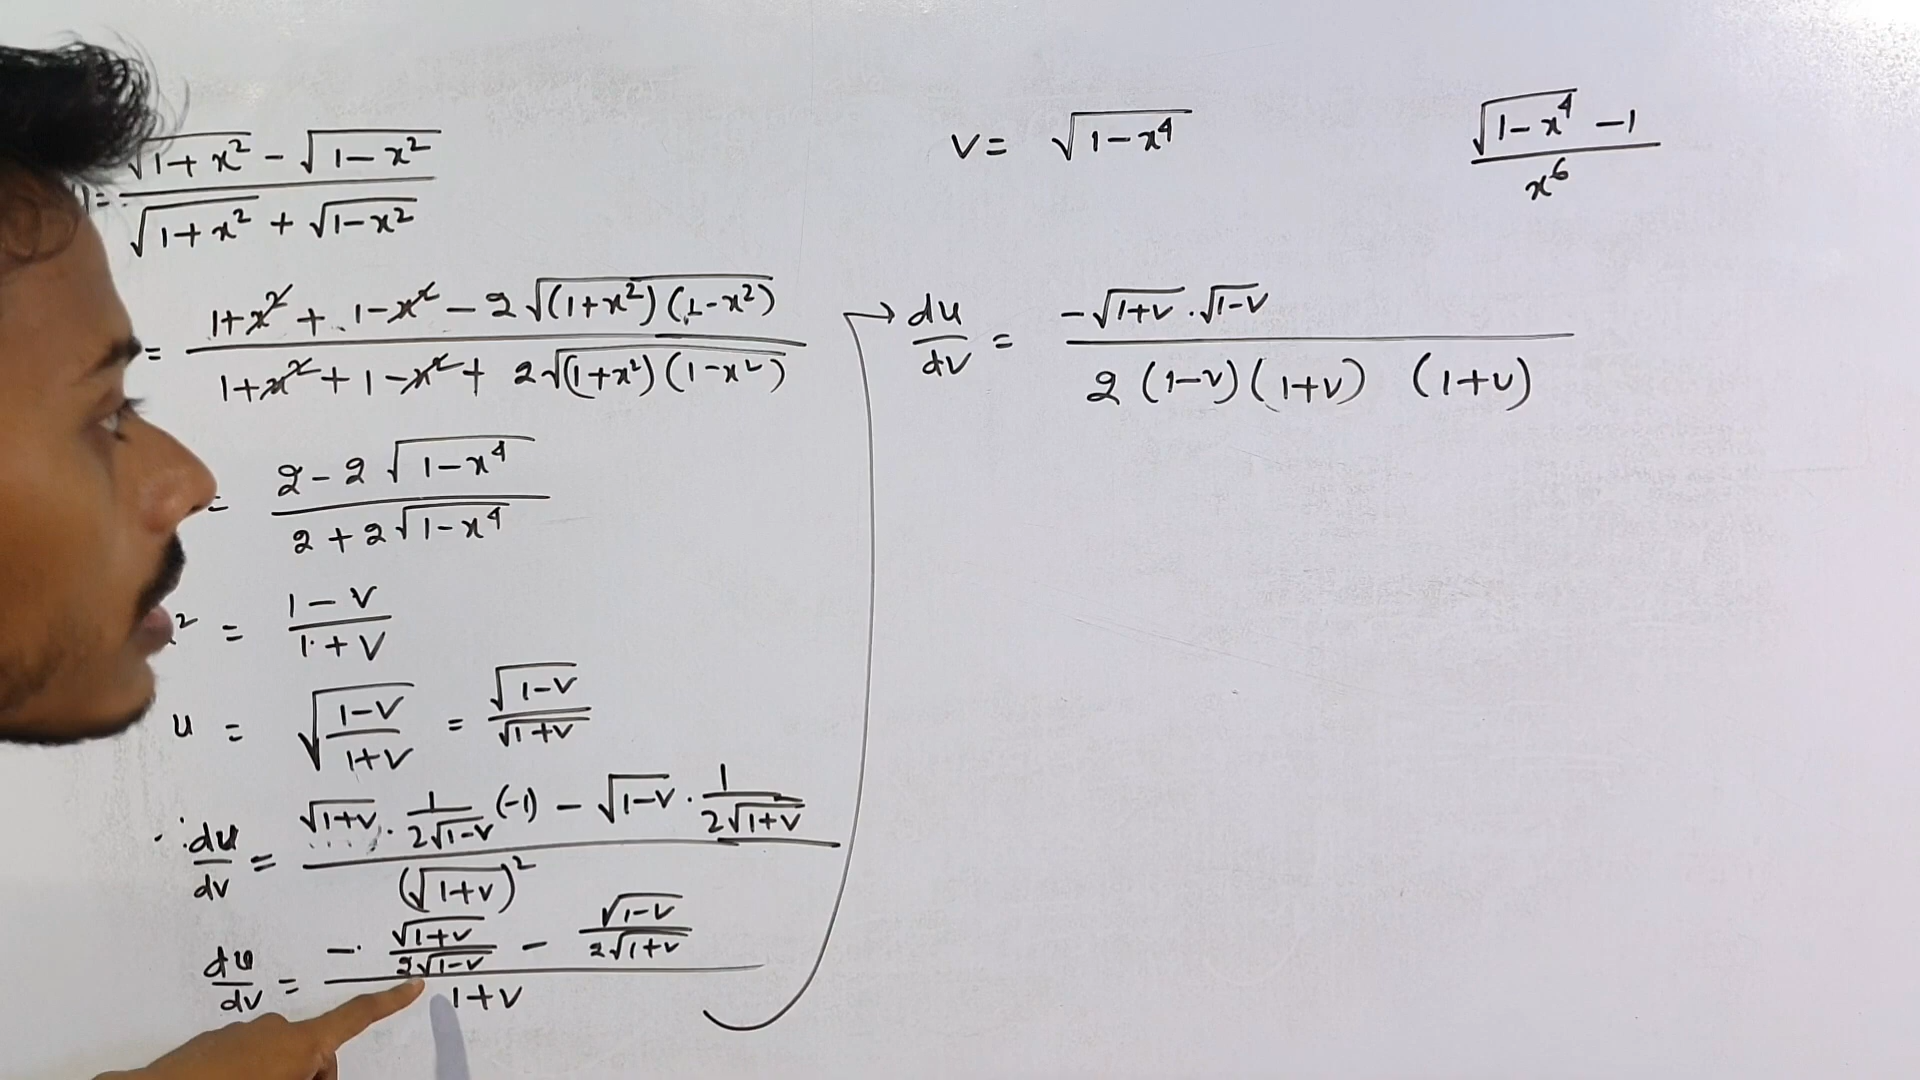 u = (√(1+x²) - √(1-x²)) / (√(1+x²) + √(1-x²))
= (1+x² + 1-x² - 2√((1+x²)(1-x²))) / (1+x² + 1-x² + 2√((1+x²)(1-x²)))
= (2 - 2√(1-x⁴)) / (2 + 2√(1-x⁴))
² = (1-v) / (1+v)
u = √((1-v)/(1+v)) = √(1-v) / √(1+v)
∴ du/dv = (√(1+v) · 1/(2√(1-v)) (-1) - √(1-v) · 1/(2√(1+v))) / (√(1+v))²
du/dv = (- √(1+v)/(2√(1-v)) - √(1-v)/(2√(1+v))) / (1+v)
v = √(1-x⁴)
(√(1-x⁴) - 1) / x⁶
→ du/dv = (-√(1+v) · √(1-v)) / (2(1-v)(1+v) (1+v))